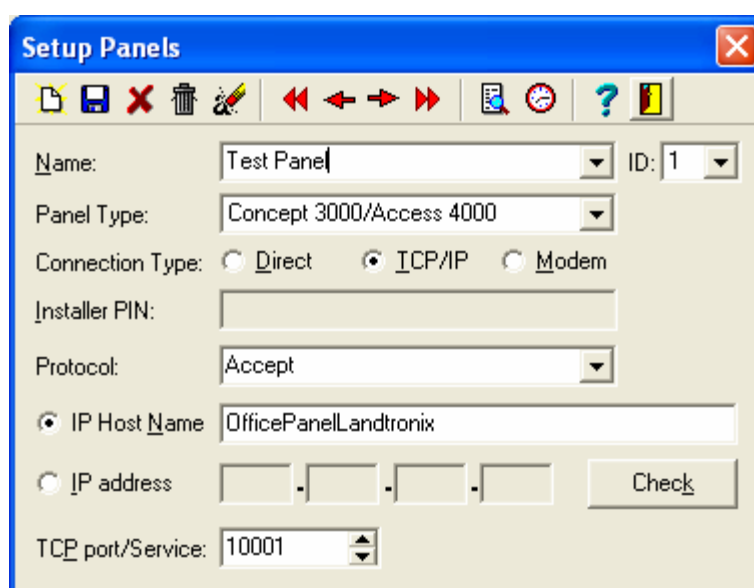 Setup Panels
Name: Test Panel ID: 1
Panel Type: Concept 3000/Access 4000
Connection Type: Direct TCP/IP Modem
Installer PIN:
Protocol: Accept
IP Host Name OfficePanelLandtronix
IP address . . . Check
TCP port/Service: 10001